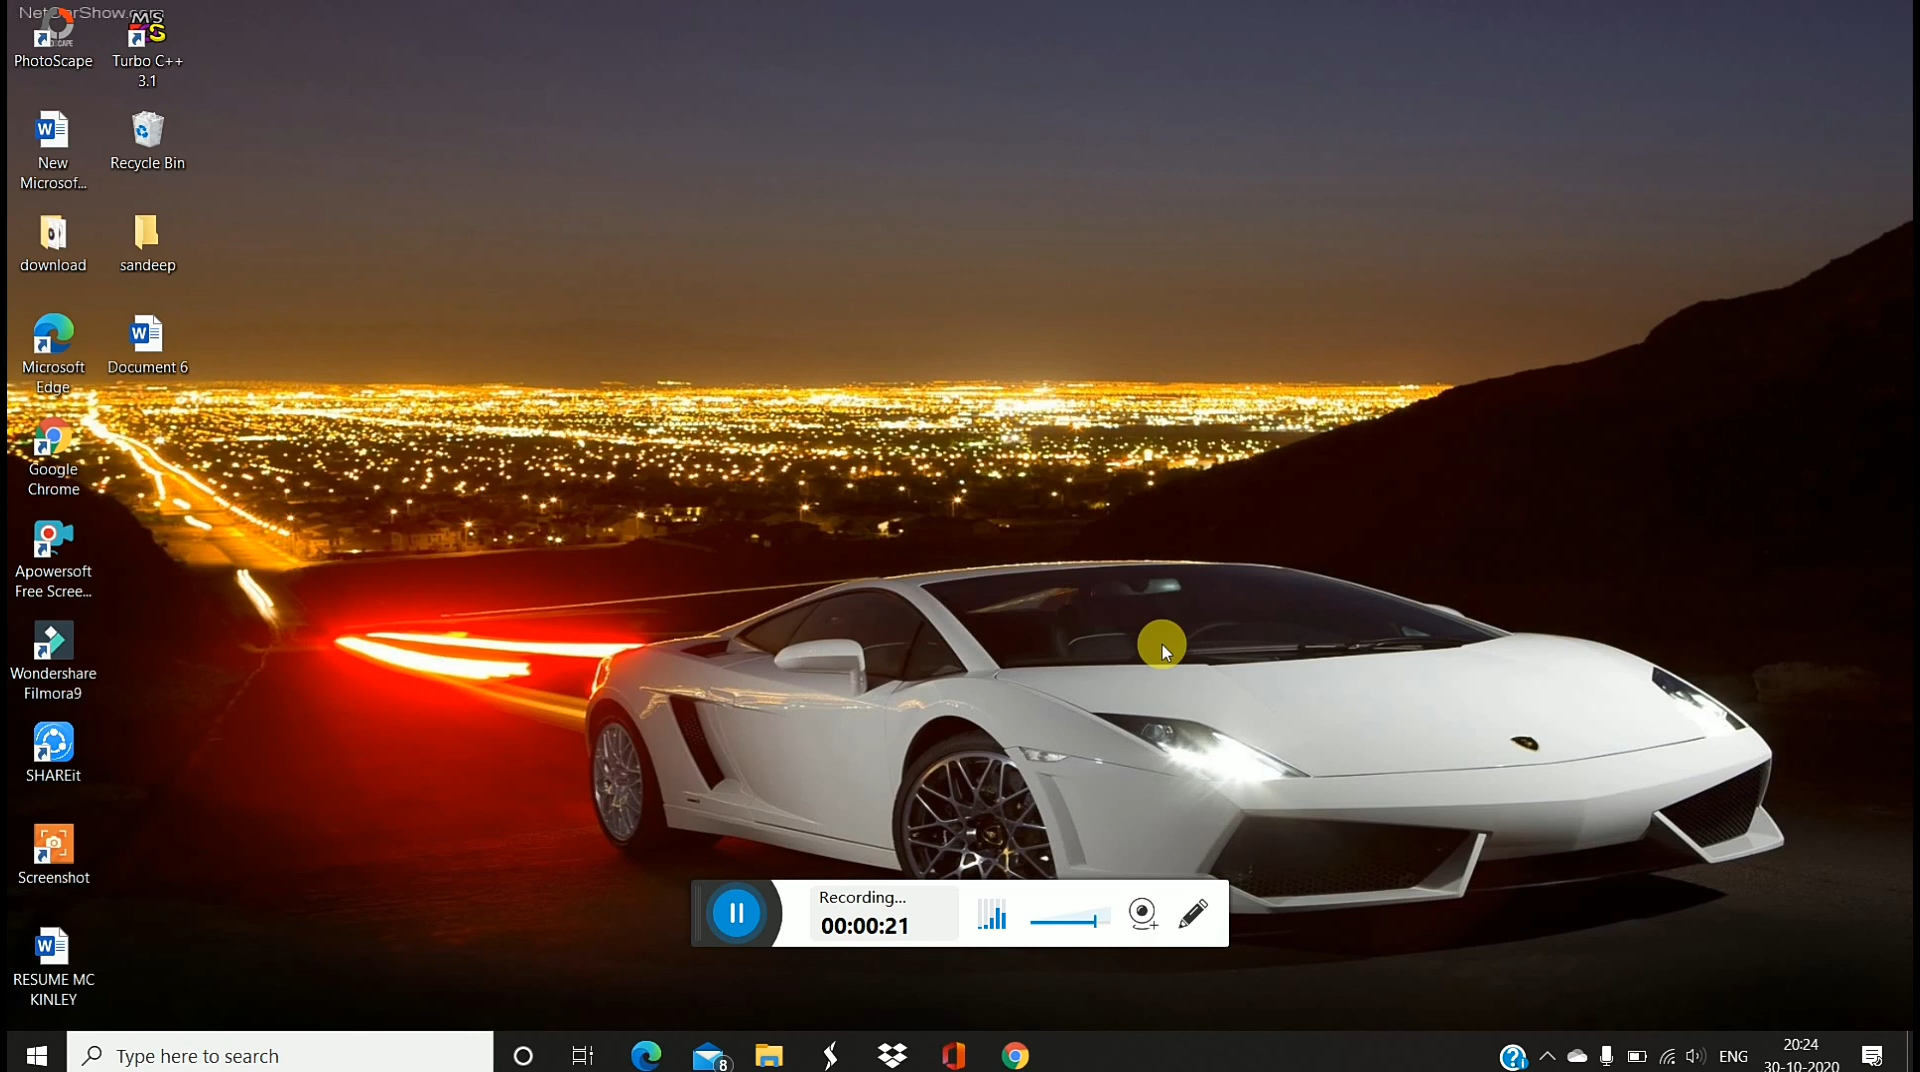 PhotoScape
Turbo C++
3.1
New
Microsof...
Recycle Bin
download
sandeep
Microsoft
Edge
Document 6
Google
Chrome
Apowersoft
Free Scree...
Wondershare
Filmora9
SHAREit
Screenshot
RESUME MC
KINLEY
Recording...
00:00:21
Type here to search
8
ENG
20:24
30-10-2020